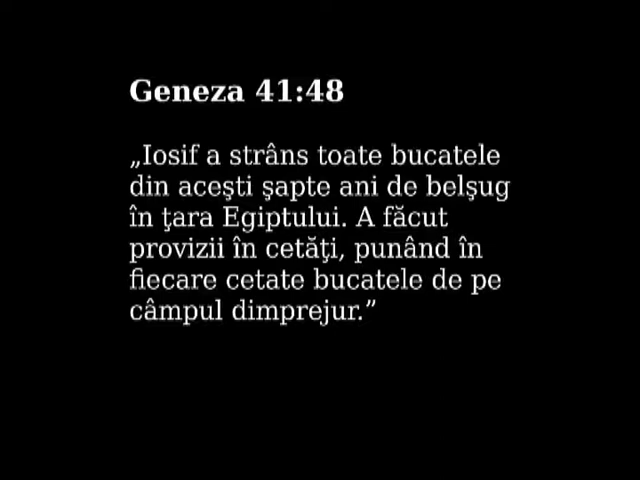 Geneza 41:48
„Iosif a strâns toate bucatele
din aceşti şapte ani de belşug
în ţara Egiptului. A făcut
provizii în cetăţi, punând în
fiecare cetate bucatele de pe
câmpul dimprejur.”